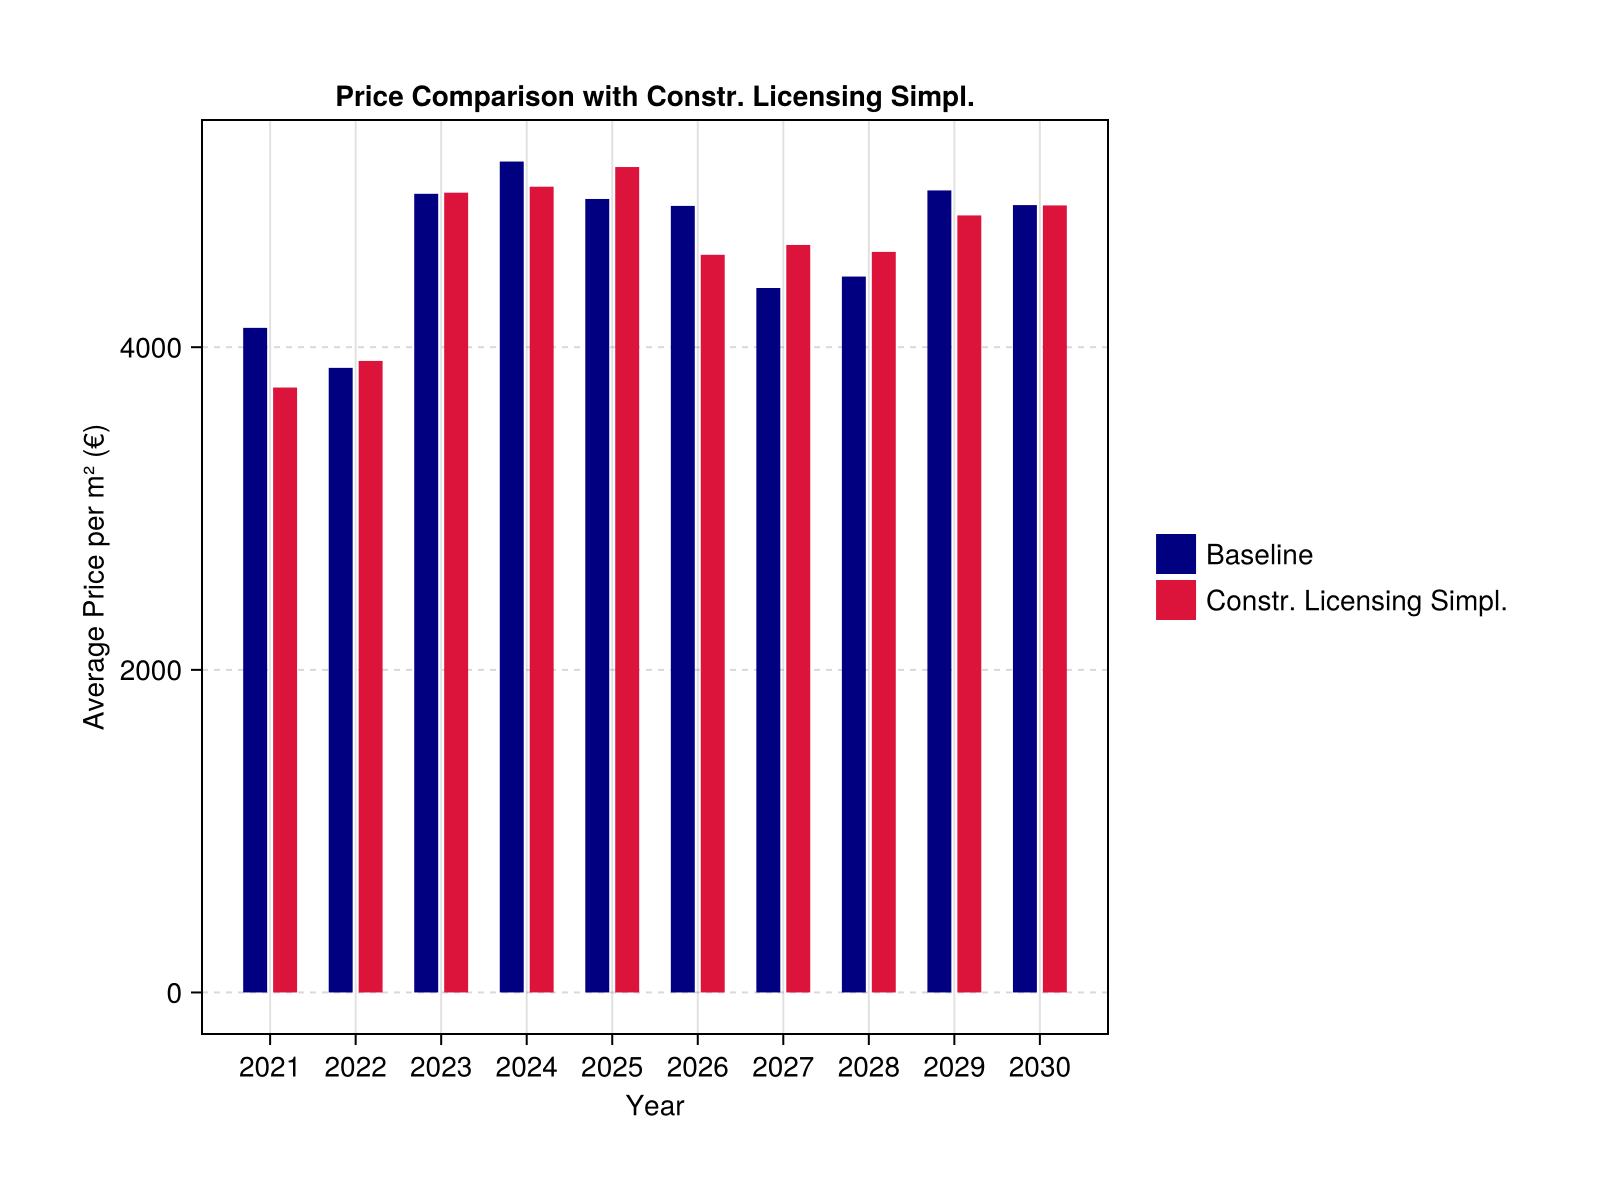 Price Comparison with Constr. Licensing Simpl.
Average Price per m² (€)
4000
2000
0
2021 2022 2023 2024 2025 2026 2027 2028 2029 2030
Year
Baseline
Constr. Licensing Simpl.